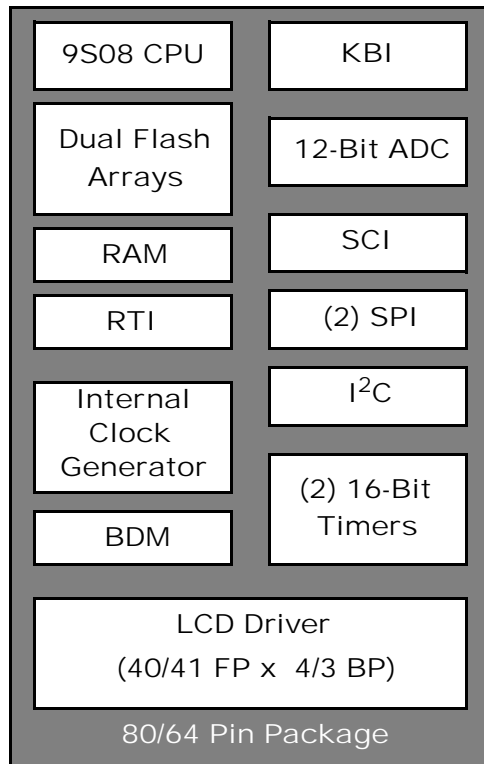 9S08 CPU
Dual Flash
Arrays
RAM
RTI
Internal
Clock
Generator
BDM
KBI
12-Bit ADC
SCI
(2) SPI
I²C
(2) 16-Bit
Timers
LCD Driver
(40/41 FP x 4/3 BP)
80/64 Pin Package